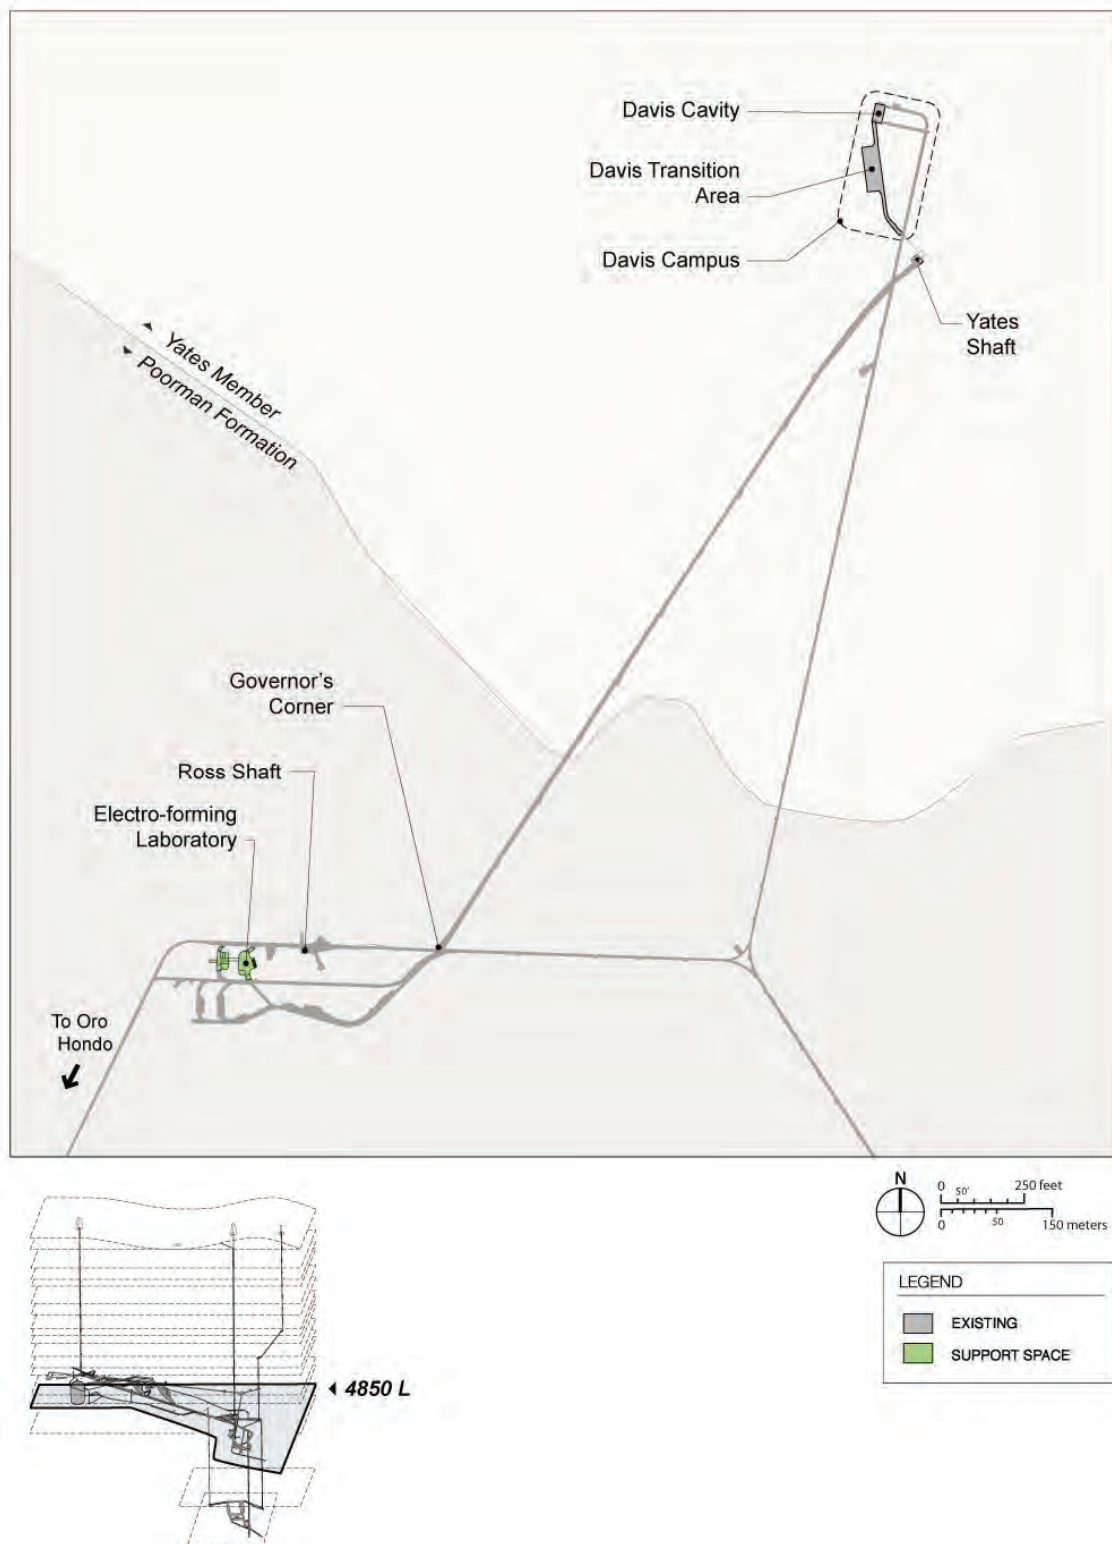 Davis Cavity
Davis Transition
Area
Davis Campus
Yates
Shaft
Yates Member
Poorman Formation
Governor's
Corner
Ross Shaft
Electro-forming
Laboratory
To Oro
Hondo
N
0 50' 250 feet
0 50 150 meters
LEGEND
EXISTING
SUPPORT SPACE
4850 L